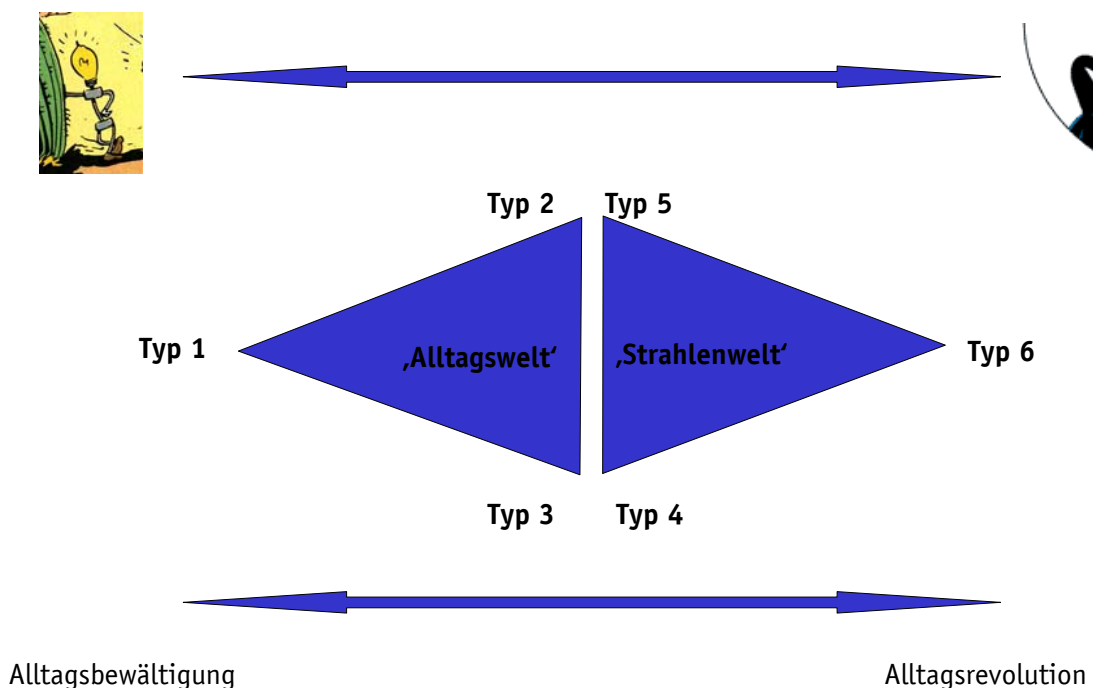 Typ 2 Typ 5
Typ 1 ‚Alltagswelt‘ ‚Strahlenwelt‘ Typ 6
Typ 3 Typ 4
Alltagsbewältigung Alltagsrevolution